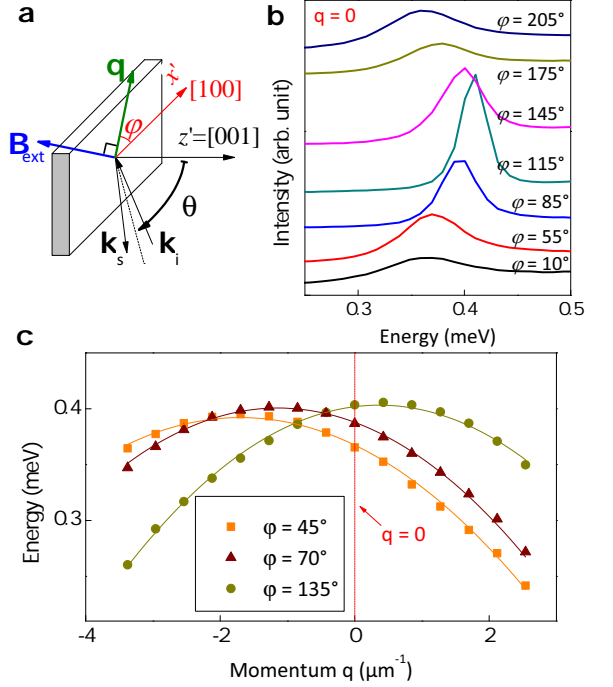 a
q
x'
[100]
φ
z'=[001]
B ext
θ
k s
k i
b
q = 0
φ = 205°
φ = 175°
φ = 145°
φ = 115°
φ = 85°
φ = 55°
φ = 10°
Intensity (arb. unit)
0.3 0.4 0.5
Energy (meV)
c
0.4
0.3
Energy (meV)
φ = 45°
φ = 70°
φ = 135°
q = 0
-4 -2 0 2
Momentum q (µm⁻¹)